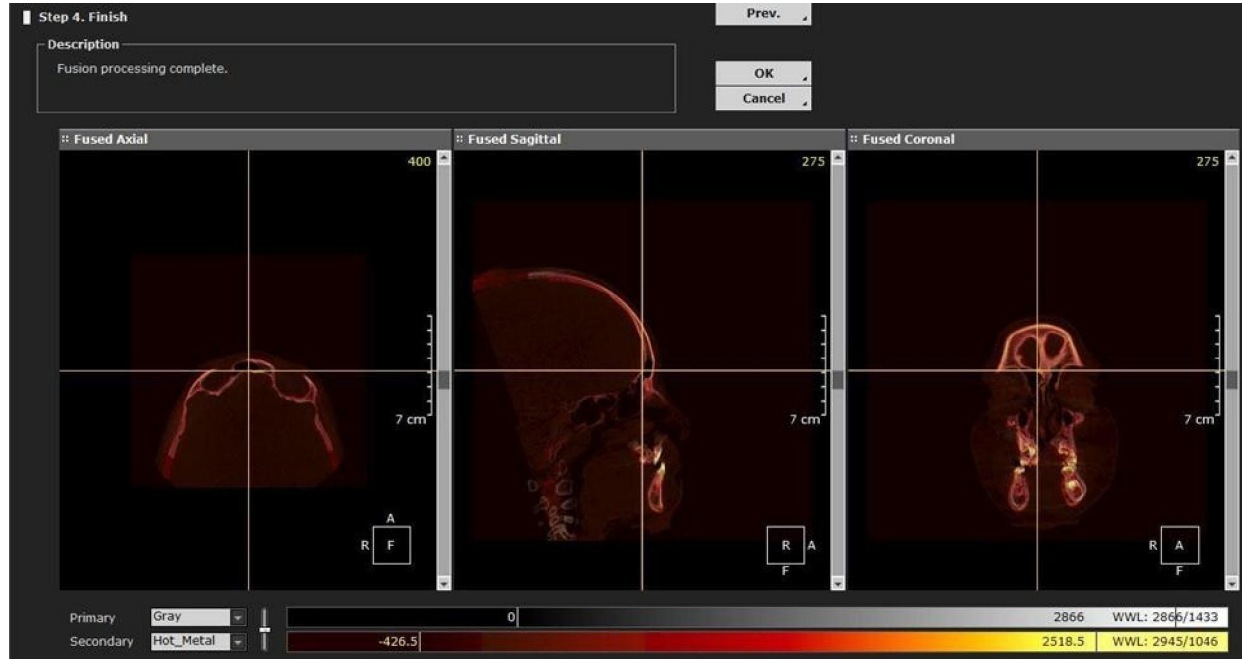 Step 4. Finish
Prev.
Description
Fusion processing complete.
OK
Cancel
Fused Axial
Fused Sagittal
Fused Coronal
400
275
275
7 cm
7 cm
7 cm
A
R F
R A
F
R A
F
Primary Gray 0 2866 WWL: 2866/1433
Secondary Hot_Metal -426.5 2518.5 WWL: 2945/1046